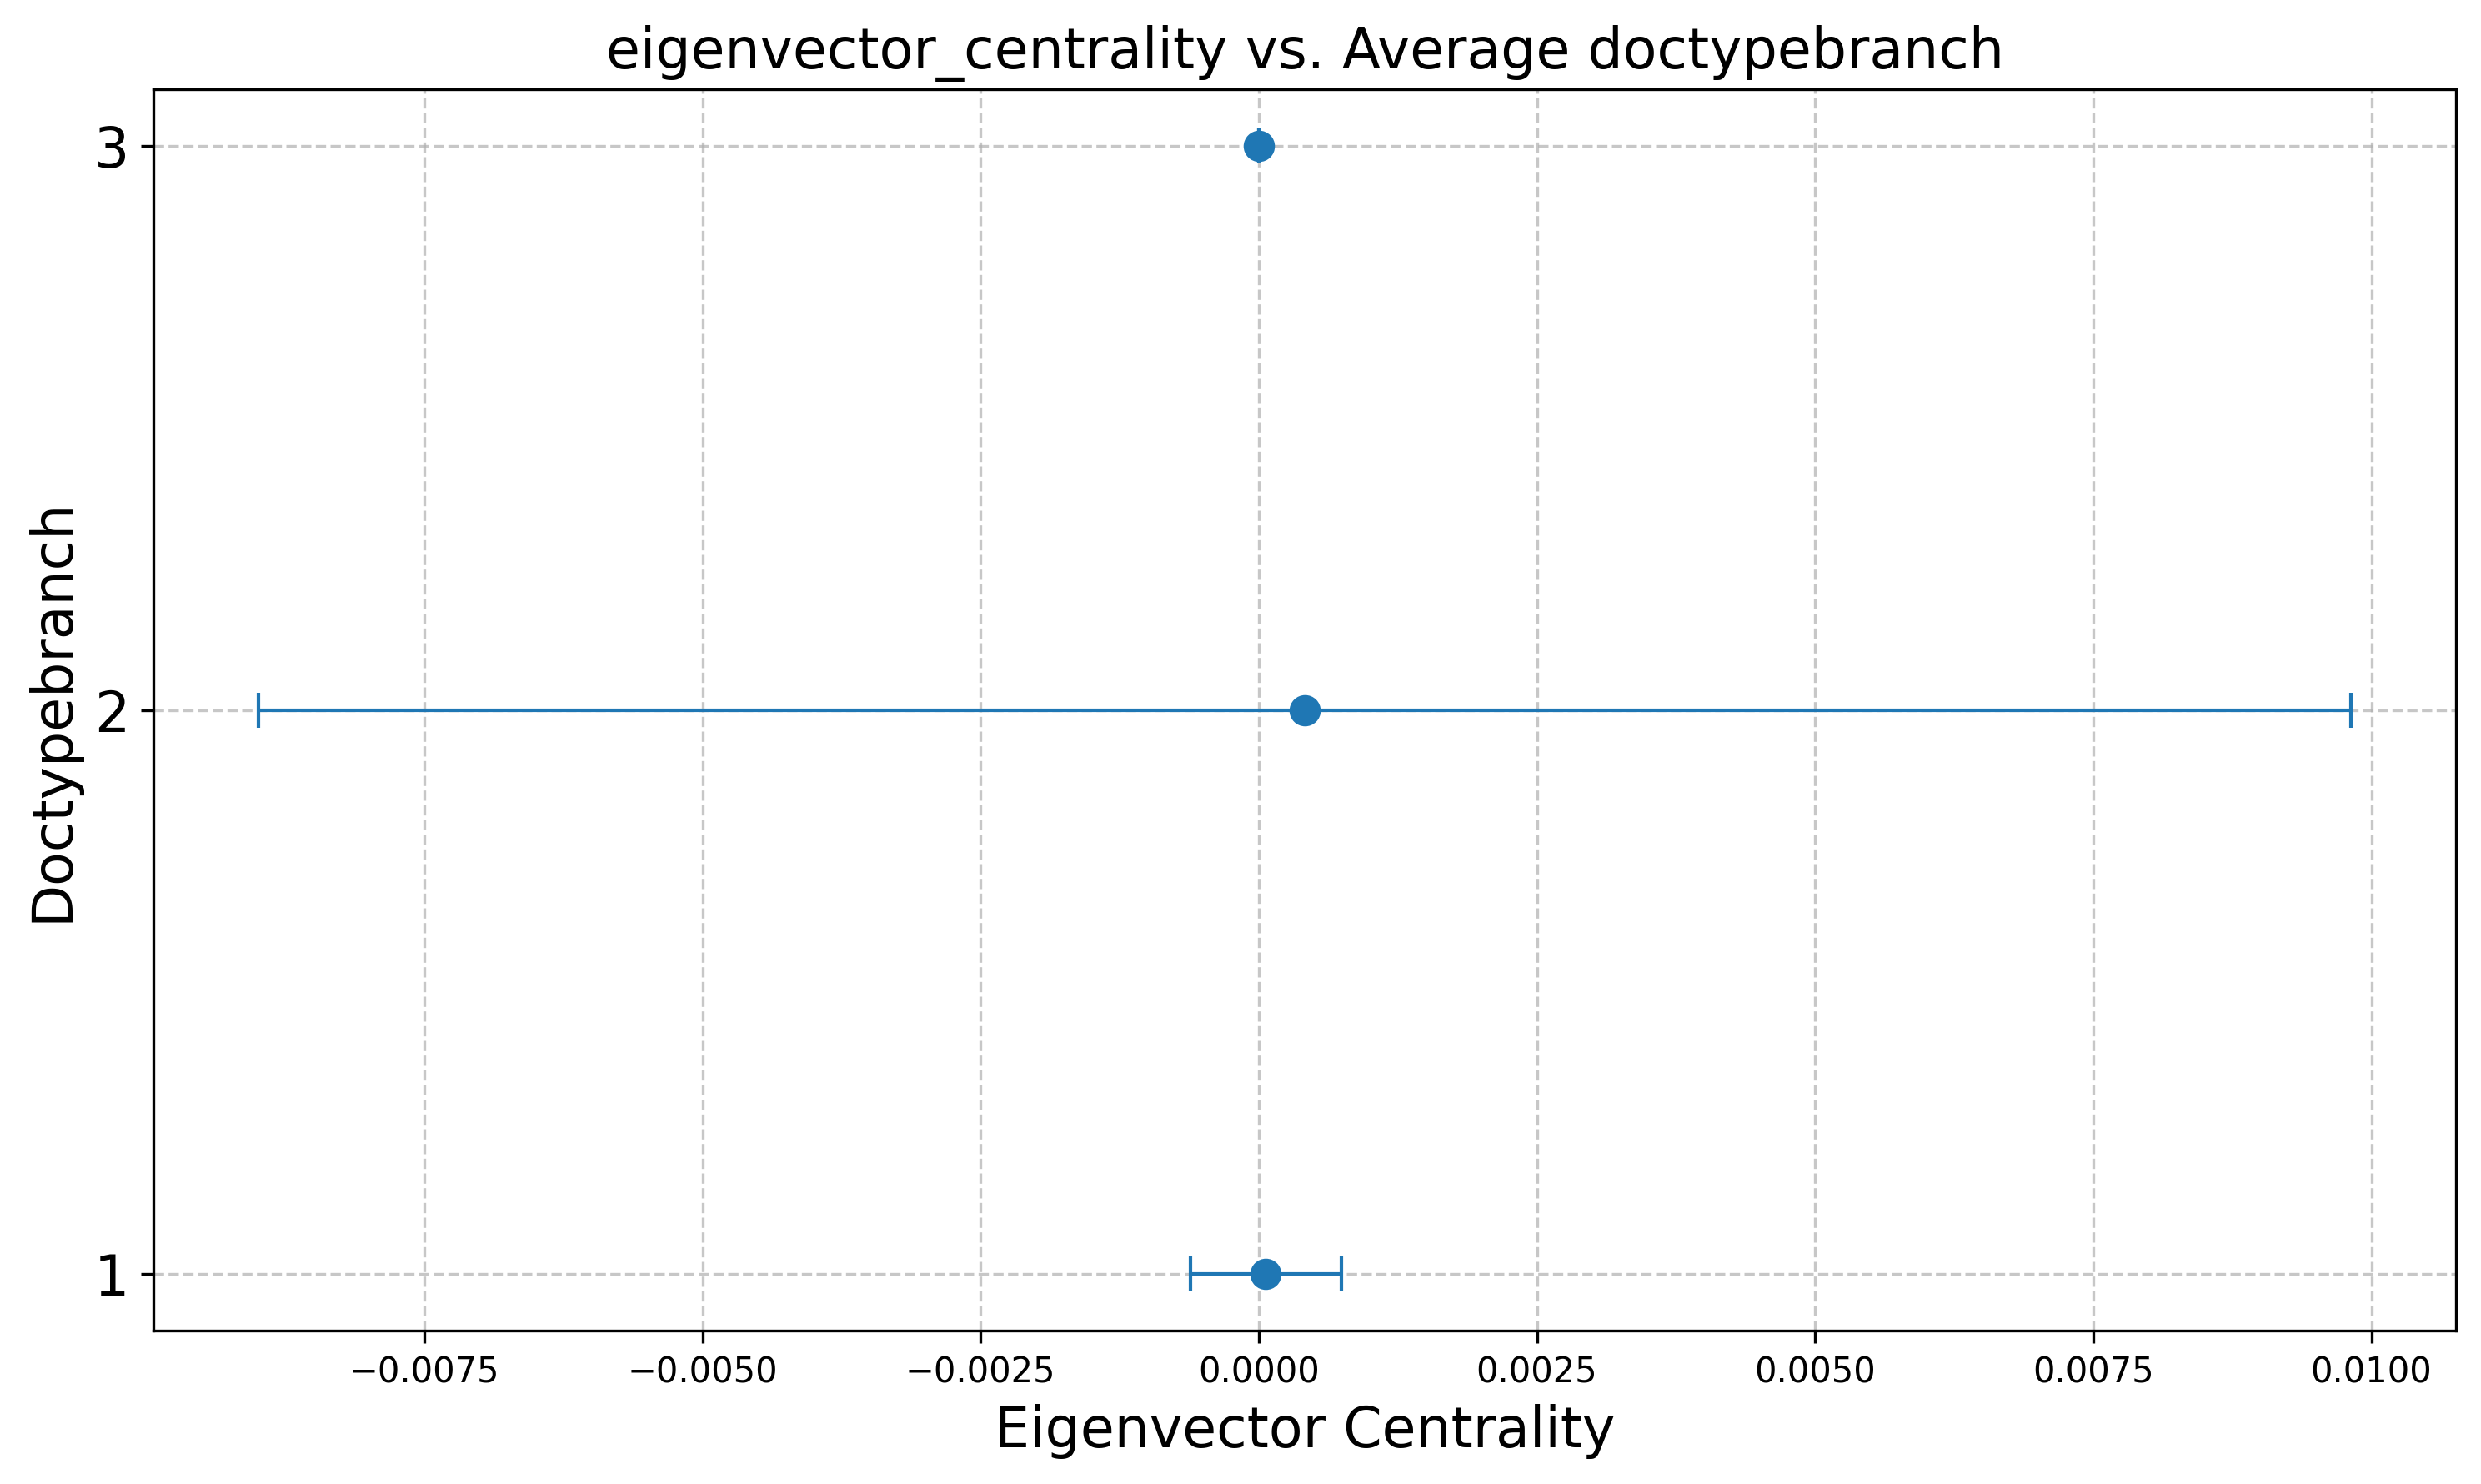 eigenvector_centrality vs. Average doctypebranch
Doctypebranch
3
2
1
−0.0075 −0.0050 −0.0025 0.0000 0.0025 0.0050 0.0075 0.0100
Eigenvector Centrality